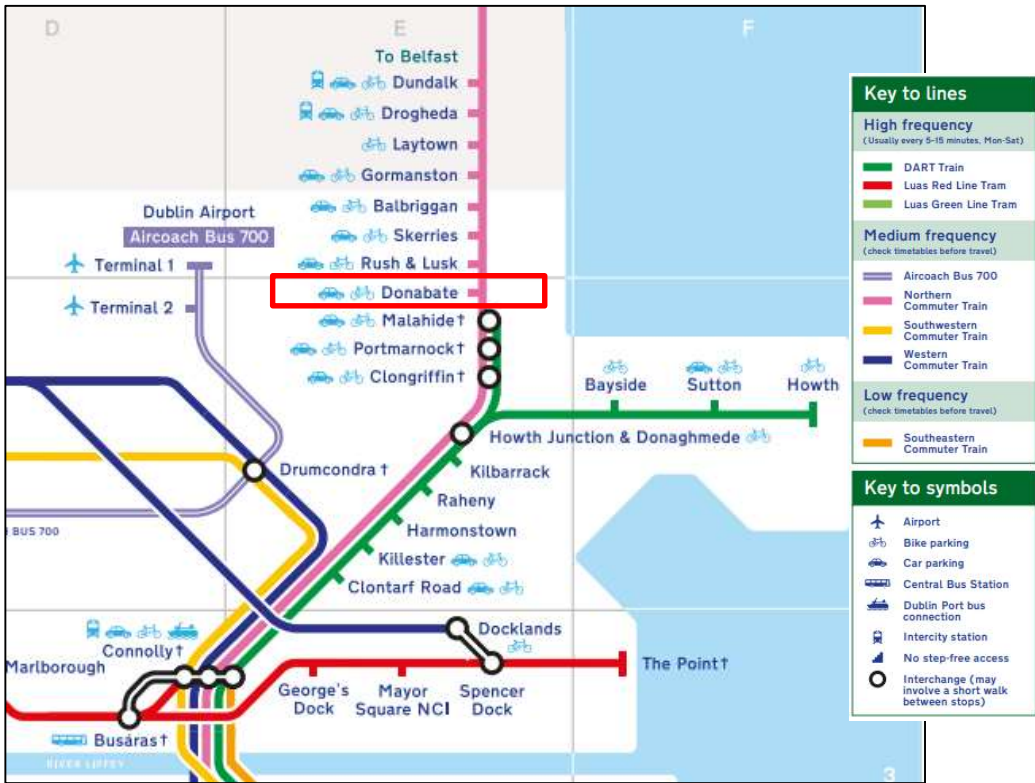 D
E
F
To Belfast
Dundalk
Drogheda
Laytown
Gormanston
Balbriggan
Skerries
Rush & Lusk
Donabate
Malahide †
Portmarnock †
Clongriffin †
Dublin Airport
Aircoach Bus 700
Terminal 1
Terminal 2
Bayside
Sutton
Howth
Howth Junction & Donaghmede
Drumcondra †
Kilbarrack
Raheny
Harmonstown
Killester
Clontarf Road
BUS 700
Connolly †
Docklands
Marlborough
The Point †
George's
Dock
Mayor
Square NCI
Spencer
Dock
Busáras †
RIVER LIFFEY
3
Key to lines
High frequency
(Usually every 5-15 minutes, Mon-Sat)
DART Train
Luas Red Line Tram
Luas Green Line Tram
Medium frequency
(check timetables before travel)
Aircoach Bus 700
Northern
Commuter Train
Southwestern
Commuter Train
Western
Commuter Train
Low frequency
(check timetables before travel)
Southeastern
Commuter Train
Key to symbols
Airport
Bike parking
Car parking
Central Bus Station
Dublin Port bus
connection
Intercity station
No step-free access
Interchange (may
involve a short walk
between stops)